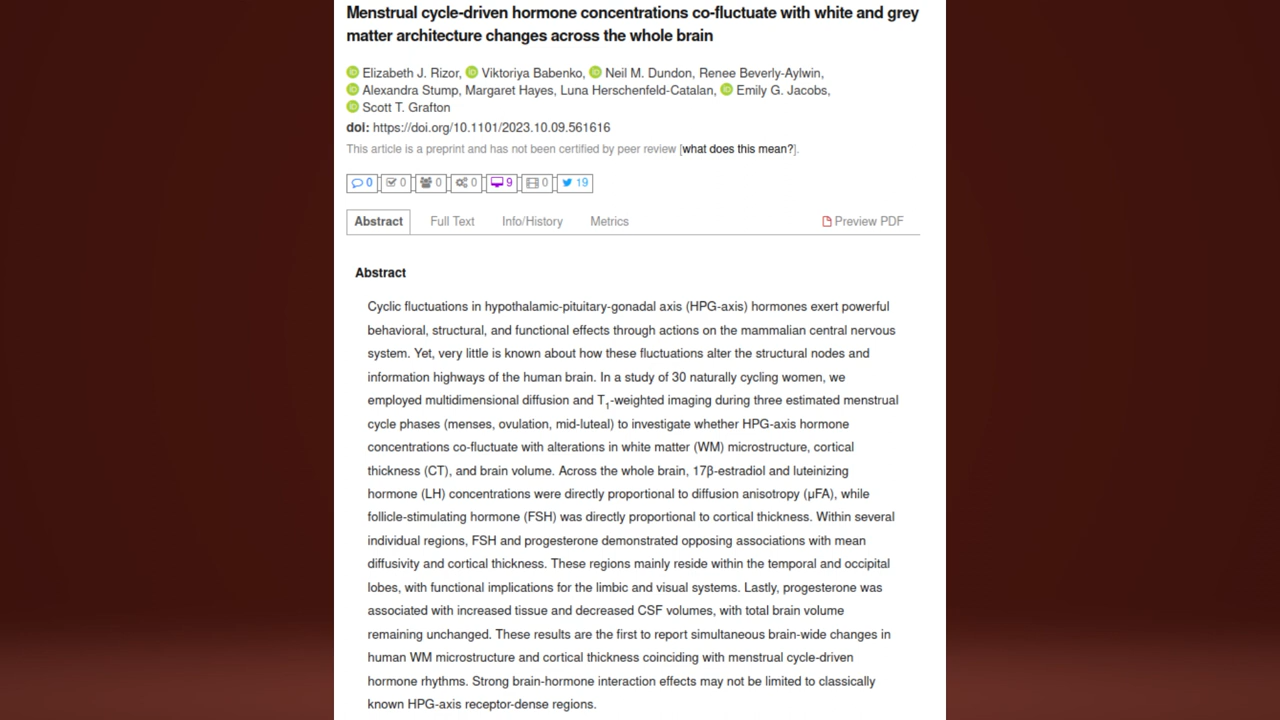 Menstrual cycle-driven hormone concentrations co-fluctuate with white and grey
matter architecture changes across the whole brain
Elizabeth J. Rizor, Viktoriya Babenko, Neil M. Dundon, Renee Beverly-Aylwin,
Alexandra Stump, Margaret Hayes, Luna Herschenfeld-Catalan, Emily G. Jacobs,
Scott T. Grafton
doi: https://doi.org/10.1101/2023.10.09.561616
This article is a preprint and has not been certified by peer review [what does this mean?].
0 0 0 0 9 0 19
Abstract Full Text Info/History Metrics Preview PDF
Abstract
Cyclic fluctuations in hypothalamic-pituitary-gonadal axis (HPG-axis) hormones exert powerful
behavioral, structural, and functional effects through actions on the mammalian central nervous
system. Yet, very little is known about how these fluctuations alter the structural nodes and
information highways of the human brain. In a study of 30 naturally cycling women, we
employed multidimensional diffusion and T1-weighted imaging during three estimated menstrual
cycle phases (menses, ovulation, mid-luteal) to investigate whether HPG-axis hormone
concentrations co-fluctuate with alterations in white matter (WM) microstructure, cortical
thickness (CT), and brain volume. Across the whole brain, 17β-estradiol and luteinizing
hormone (LH) concentrations were directly proportional to diffusion anisotropy (μFA), while
follicle-stimulating hormone (FSH) was directly proportional to cortical thickness. Within several
individual regions, FSH and progesterone demonstrated opposing associations with mean
diffusivity and cortical thickness. These regions mainly reside within the temporal and occipital
lobes, with functional implications for the limbic and visual systems. Lastly, progesterone was
associated with increased tissue and decreased CSF volumes, with total brain volume
remaining unchanged. These results are the first to report simultaneous brain-wide changes in
human WM microstructure and cortical thickness coinciding with menstrual cycle-driven
hormone rhythms. Strong brain-hormone interaction effects may not be limited to classically
known HPG-axis receptor-dense regions.